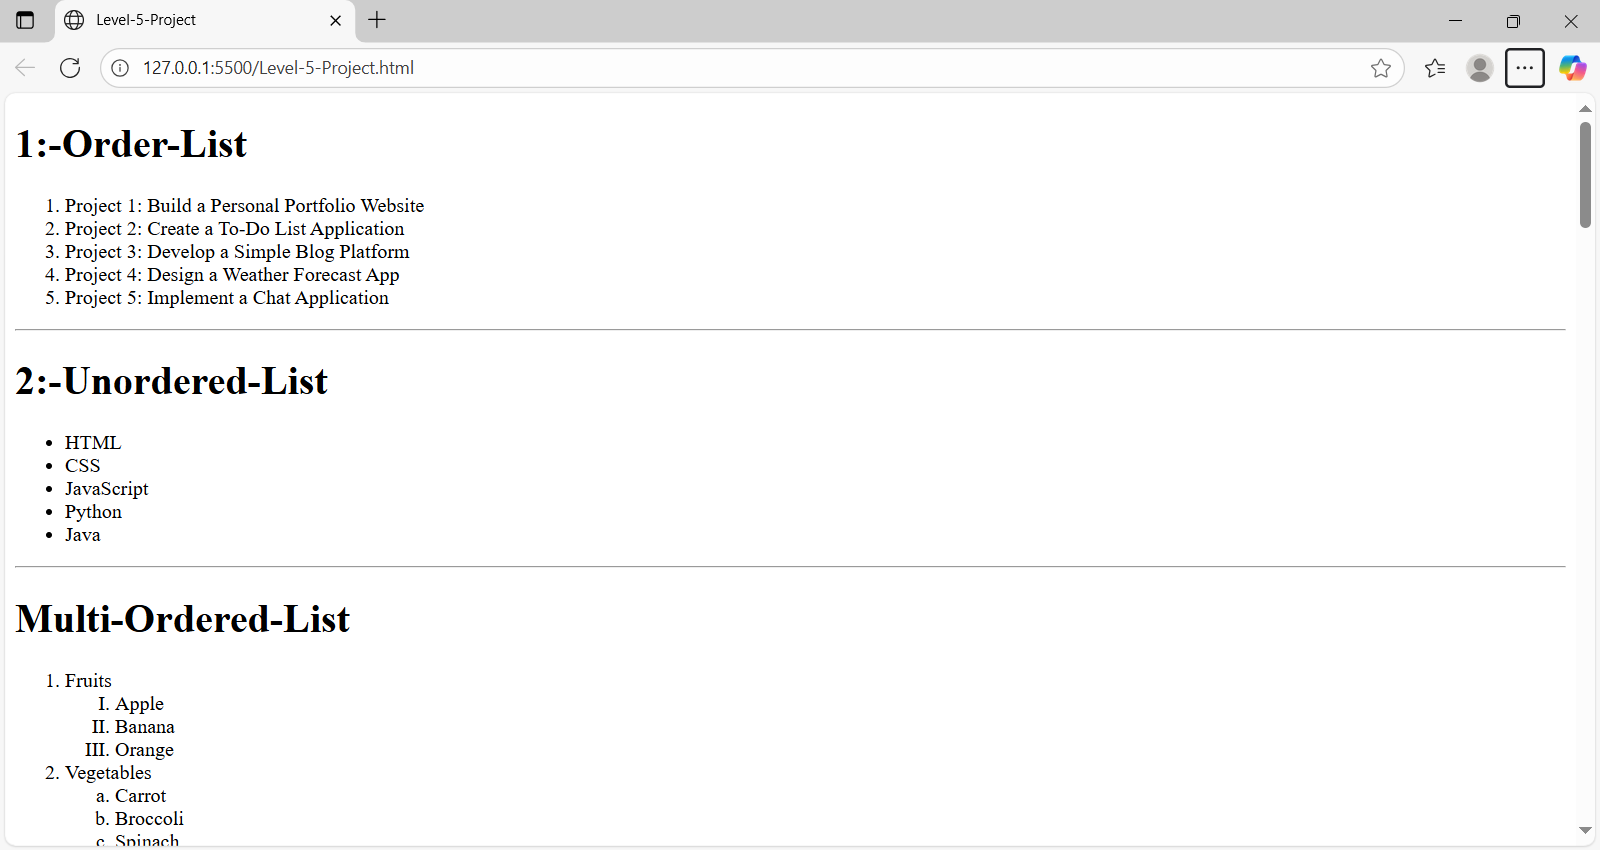 Level-5-Project
127.0.0.1:5500/Level-5-Project.html
1:-Order-List
1. Project 1: Build a Personal Portfolio Website
2. Project 2: Create a To-Do List Application
3. Project 3: Develop a Simple Blog Platform
4. Project 4: Design a Weather Forecast App
5. Project 5: Implement a Chat Application
2:-Unordered-List
• HTML
• CSS
• JavaScript
• Python
• Java
Multi-Ordered-List
1. Fruits
I. Apple
II. Banana
III. Orange
2. Vegetables
a. Carrot
b. Broccoli
c. Spinach